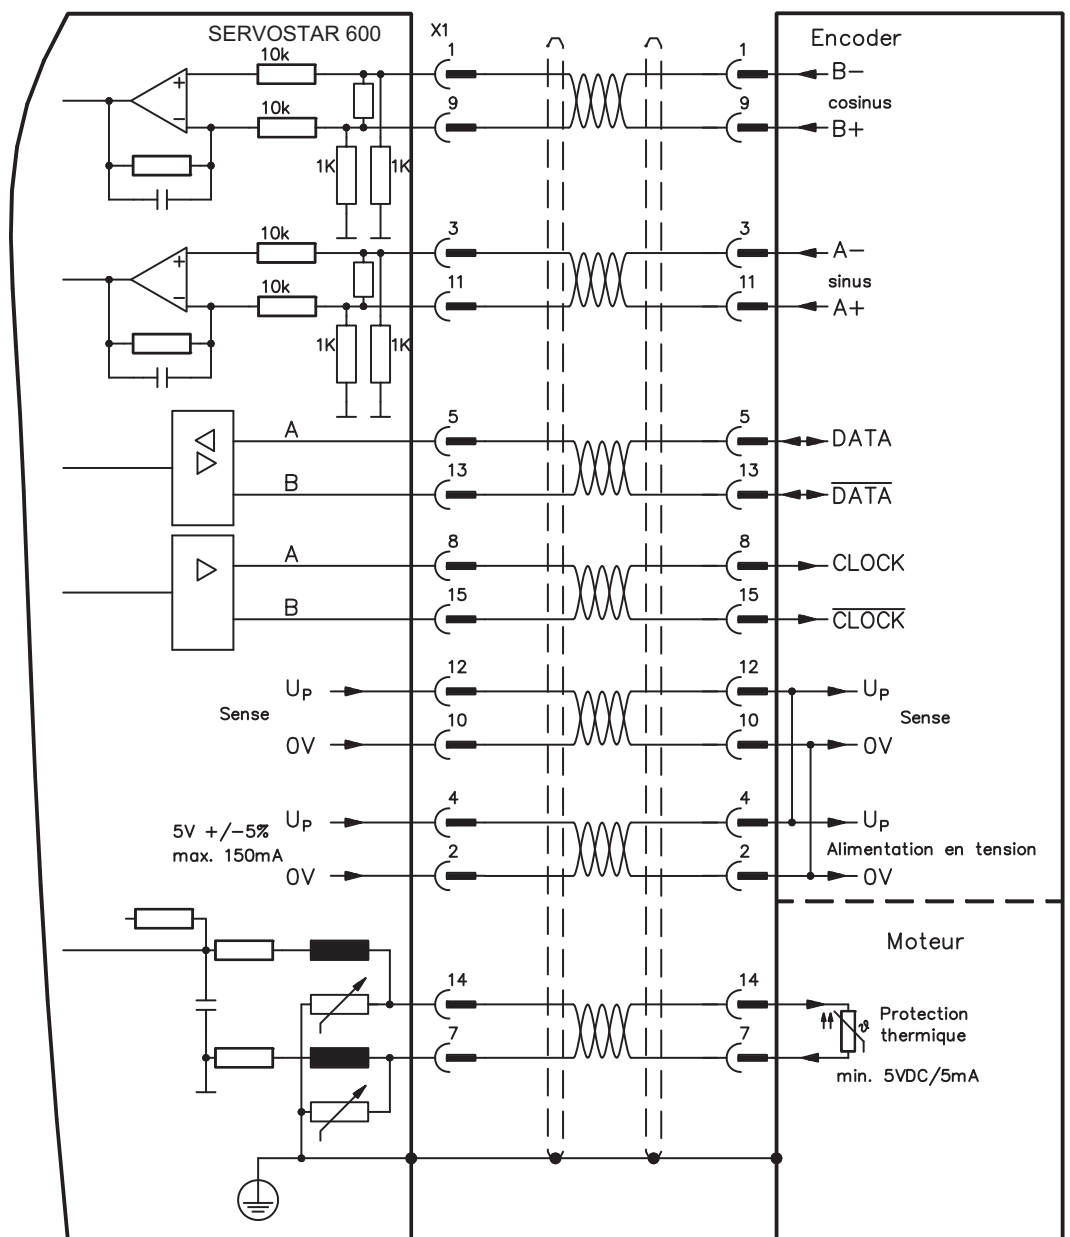 SERVOSTAR 600
X1
Encoder
10k
+
1
1
B−
cosinus
10k
−
9
9
B+
1K
1K
10k
+
3
3
A−
sinus
10k
−
11
11
A+
1K
1K
A
5
5
DATA
B
13
13
DATA
A
8
8
CLOCK
B
15
15
CLOCK
UP
12
12
UP
Sense
Sense
0V
10
10
0V
5V +/−5%
max. 150mA
UP
4
4
UP
Alimentation en tension
0V
2
2
0V
Moteur
14
14
Protection
thermique
ϑ
7
7
min. 5VDC/5mA